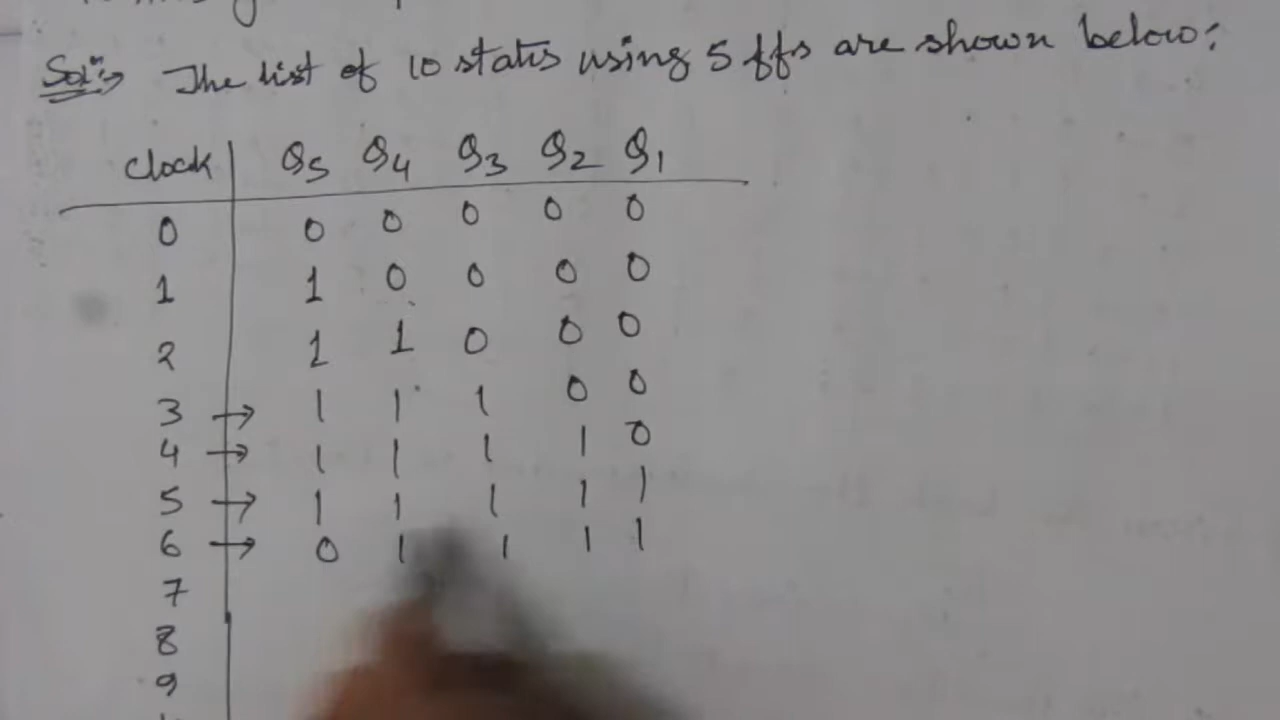 Soln:→ The list of 10 states using 5 ffs are shown below:
Clock Q5 Q4 Q3 Q2 Q1
0 0 0 0 0 0
1 1 0 0 0 0
2 1 1 0 0 0
3 → 1 1 1 0 0
4 → 1 1 1 1 0
5 → 1 1 1 1 1
6 → 0 1 1 1 1
7
8
9